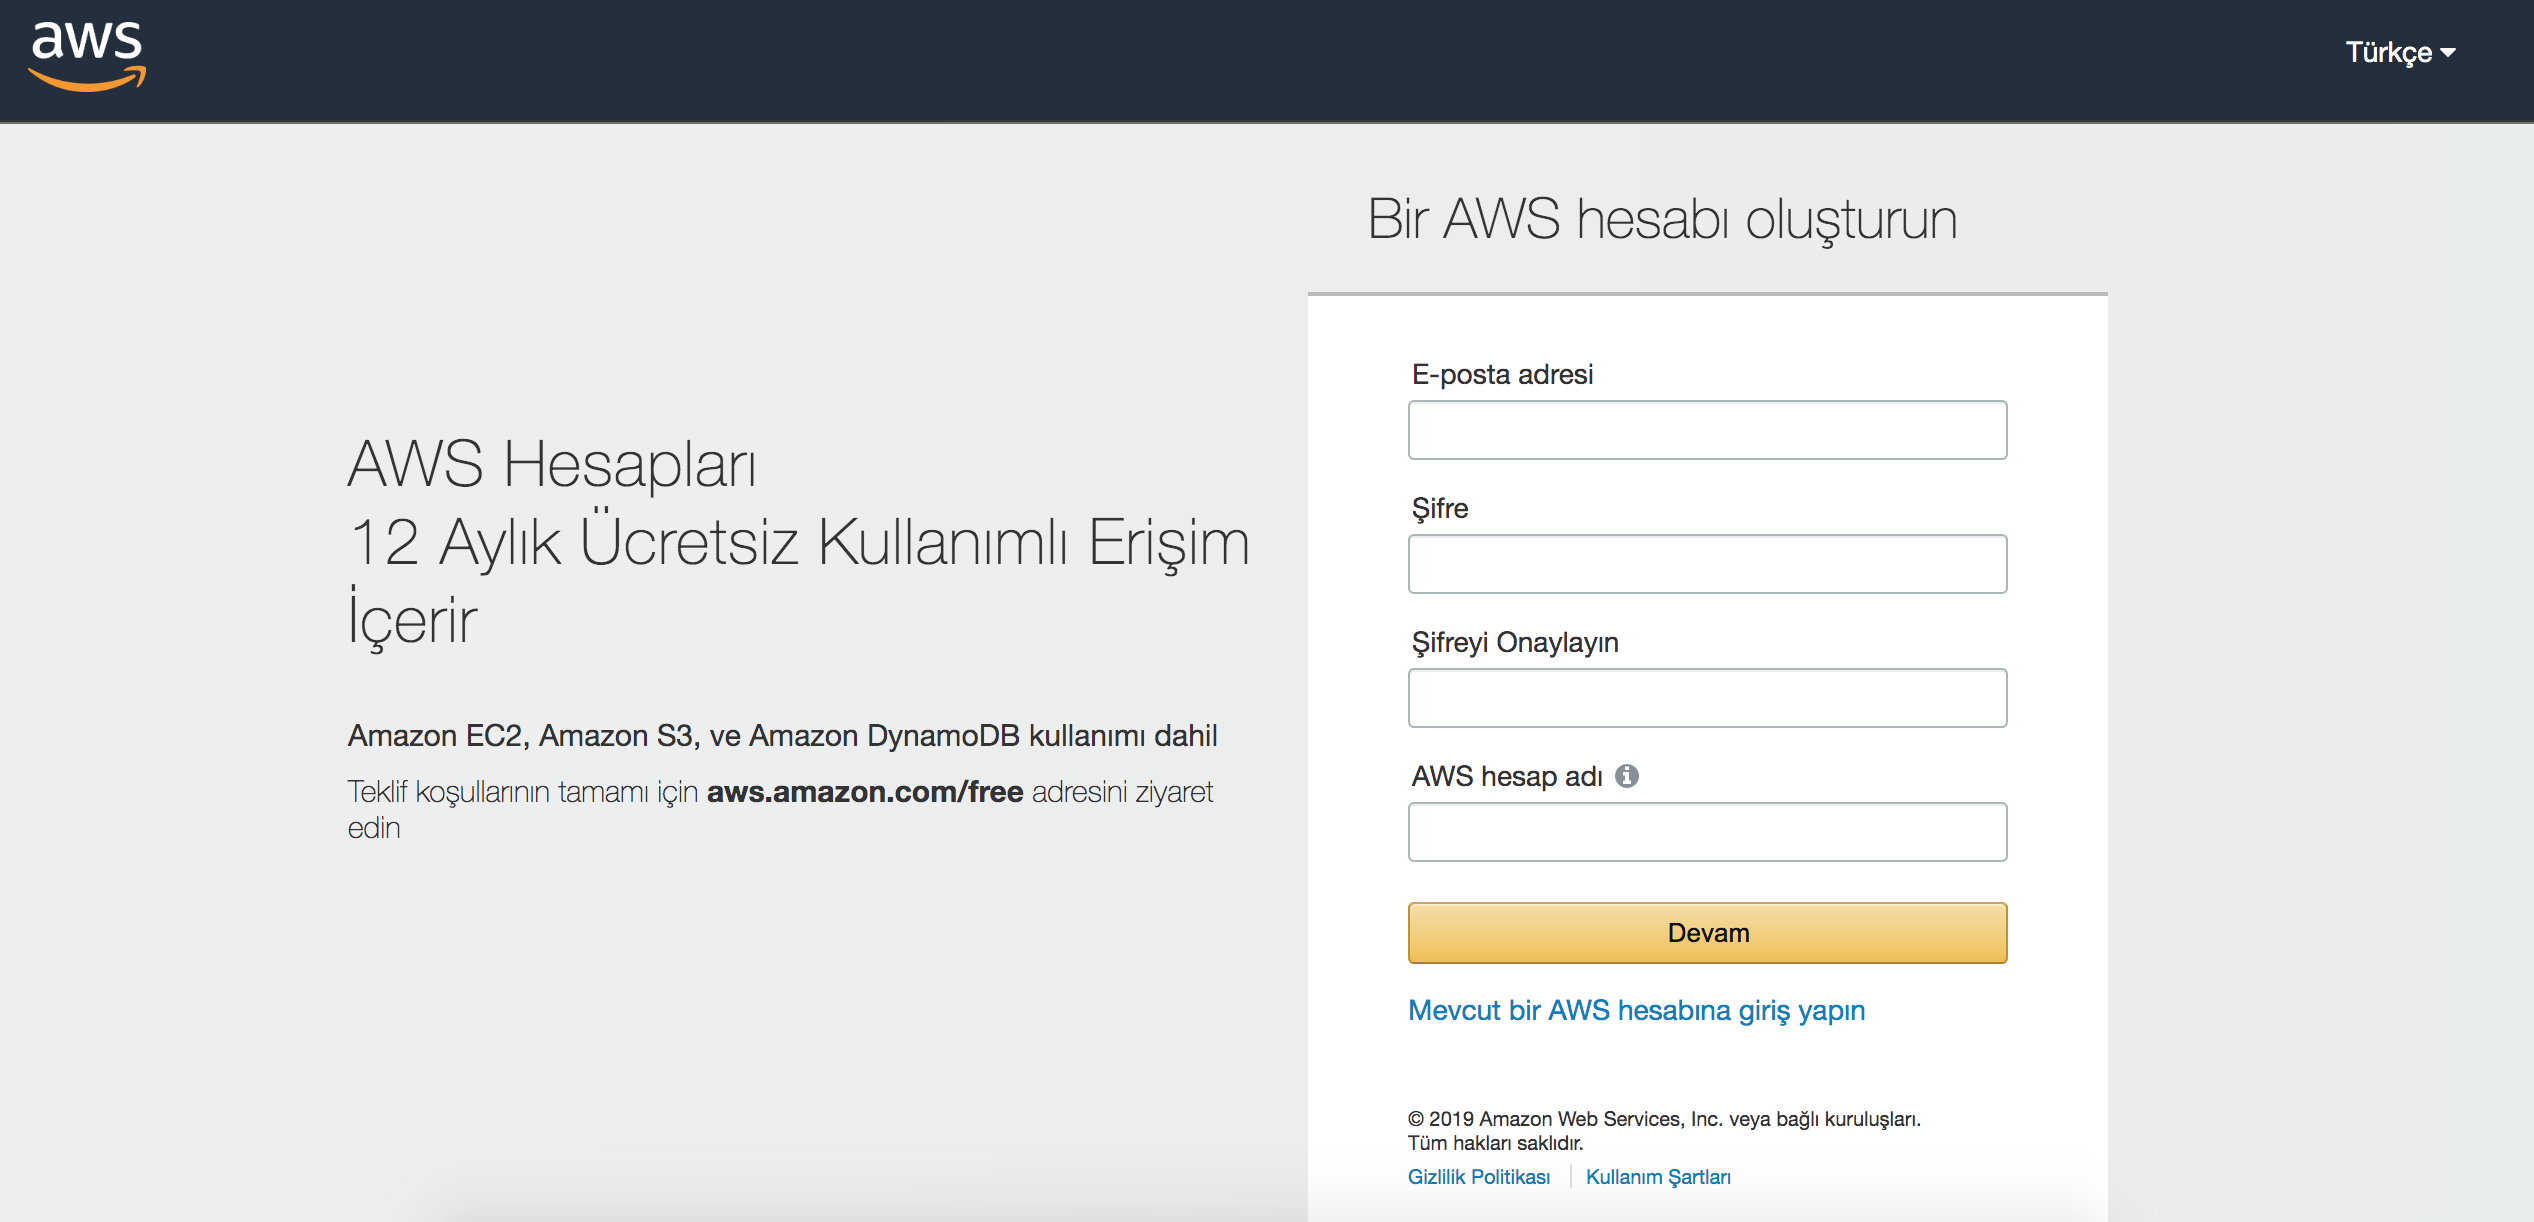 aws
Türkçe
Bir AWS hesabı oluşturun
AWS Hesapları
12 Aylık Ücretsiz Kullanımlı Erişim
İçerir
Amazon EC2, Amazon S3, ve Amazon DynamoDB kullanımı dahil
Teklif koşullarının tamamı için aws.amazon.com/free adresini ziyaret
edin
E-posta adresi
Şifre
Şifreyi Onaylayın
AWS hesap adı
Devam
Mevcut bir AWS hesabına giriş yapın
© 2019 Amazon Web Services, Inc. veya bağlı kuruluşları.
Tüm hakları saklıdır.
Gizlilik Politikası | Kullanım Şartları